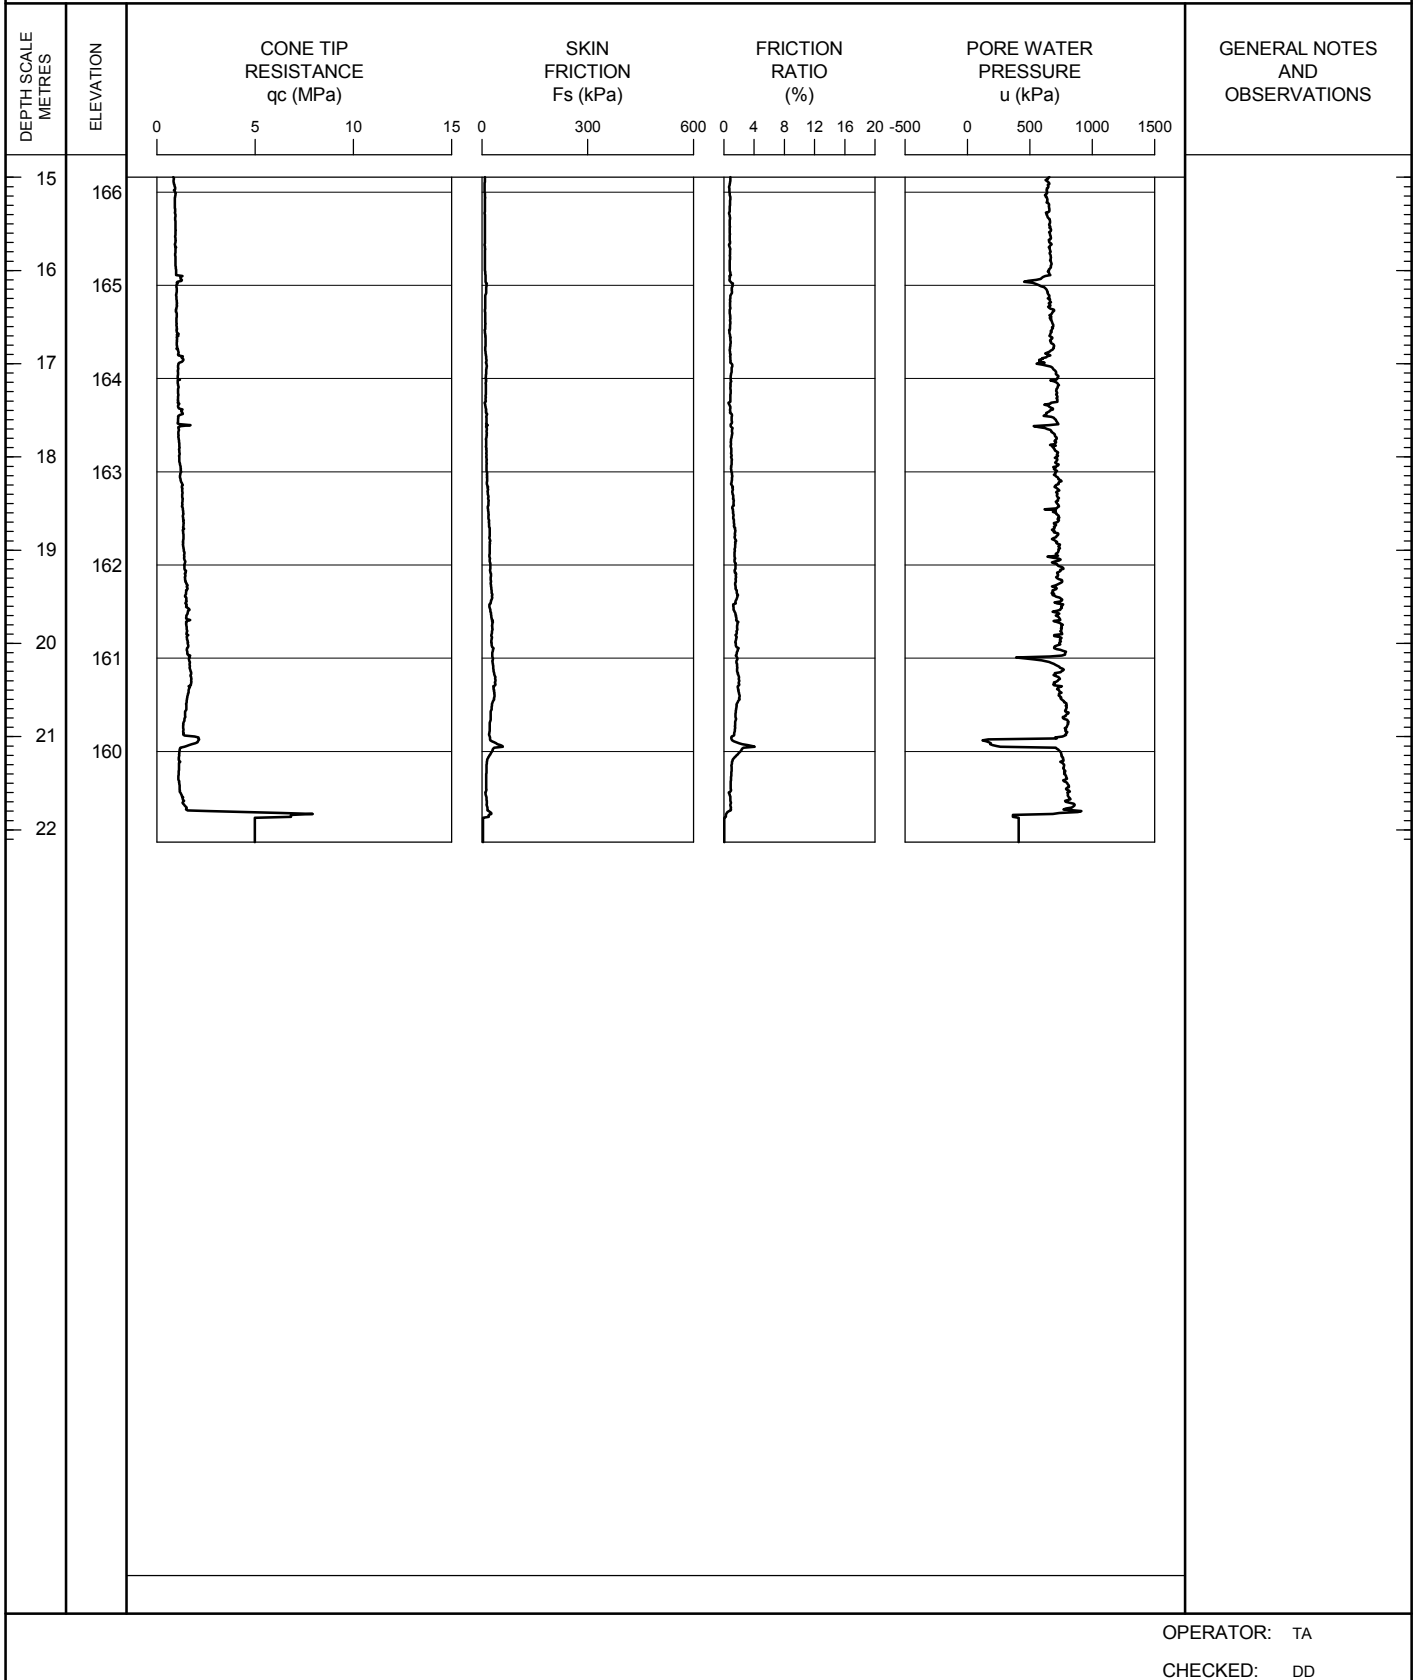 DEPTH SCALE
METRES
ELEVATION
CONE TIP
RESISTANCE
qc (MPa)
SKIN
FRICTION
Fs (kPa)
FRICTION
RATIO
(%)
PORE WATER
PRESSURE
u (kPa)
GENERAL NOTES
AND
OBSERVATIONS
0 5 10 15
0 300 600
0 4 8 12 16 20
-500 0 500 1000 1500
15
166
16
165
17
164
18
163
19
162
20
161
21
160
22
OPERATOR: TA
CHECKED: DD